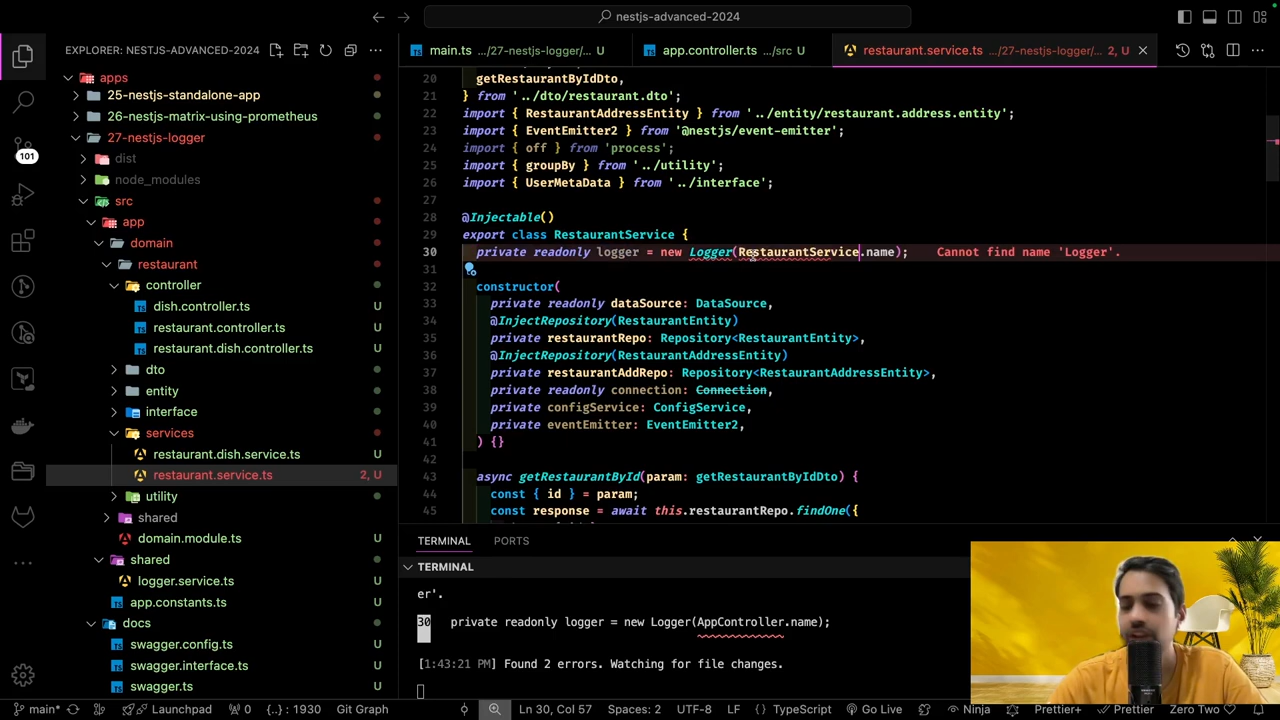 nestjs-advanced-2024
EXPLORER: NESTJS-ADVANCED-2024
main.ts .../27-nestjs-logger/ U
app.controller.ts .../src U
restaurant.service.ts .../27-nestjs-logger/... 2, U
apps
25-nestjs-standalone-app
26-nestjs-matrix-using-prometheus
27-nestjs-logger
dist
node_modules
src
app
domain
restaurant
controller
dish.controller.ts U
restaurant.controller.ts U
restaurant.dish.controller.ts U
dto
entity
interface
services
restaurant.dish.service.ts U
restaurant.service.ts 2, U
utility
shared
domain.module.ts U
shared
logger.service.ts U
app.constants.ts U
docs
swagger.config.ts U
swagger.interface.ts U
swagger.ts U
101
20 getRestaurantByIdDto,
21 } from '../dto/restaurant.dto';
22 import { RestaurantAddressEntity } from '../entity/restaurant.address.entity';
23 import { EventEmitter2 } from '@nestjs/event-emitter';
24 import { off } from 'process';
25 import { groupBy } from '../utility';
26 import { UserMetaData } from '../interface';
27
28 @Injectable()
29 export class RestaurantService {
30 private readonly logger = new Logger(RestaurantService.name); Cannot find name 'Logger'.
31
32 constructor(
33 private readonly dataSource: DataSource,
34 @InjectRepository(RestaurantEntity)
35 private restaurantRepo: Repository<RestaurantEntity>,
36 @InjectRepository(RestaurantAddressEntity)
37 private restaurantAddRepo: Repository<RestaurantAddressEntity>,
38 private readonly connection: Connection,
39 private configService: ConfigService,
40 private eventEmitter: EventEmitter2,
41 ) {}
42
43 async getRestaurantById(param: getRestaurantByIdDto) {
44 const { id } = param;
45 const response = await this.restaurantRepo.findOne({
TERMINAL PORTS
TERMINAL
er'.
30 private readonly logger = new Logger(AppController.name);
[1:43:21 PM] Found 2 errors. Watching for file changes.
main* Launchpad 0 {..}: 1930 Git Graph Ln 30, Col 57 Spaces: 2 UTF-8 LF {} TypeScript Go Live Ninja Prettier+ Prettier Zero Two